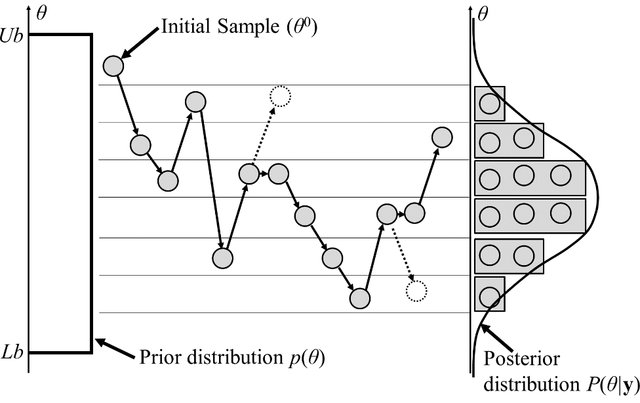 θ
Ub
Initial Sample (θ⁰)
θ
Lb
Prior distribution p(θ)
Posterior
distribution P(θ|y)